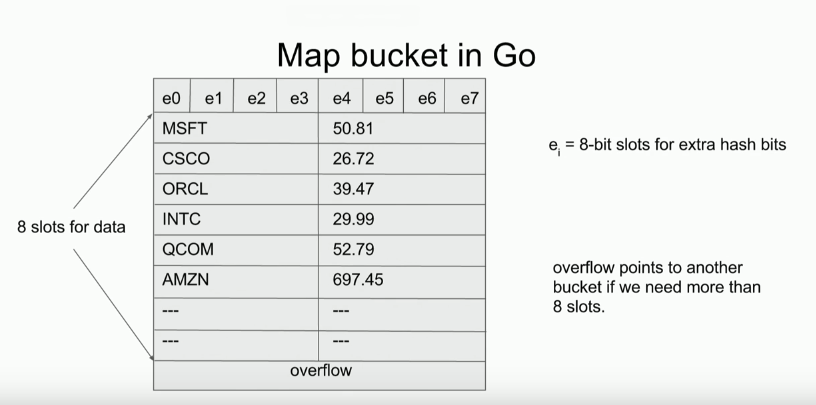 Map bucket in Go
e0 e1 e2 e3 e4 e5 e6 e7
MSFT 50.81
CSCO 26.72
ORCL 39.47
INTC 29.99
QCOM 52.79
AMZN 697.45
--- ---
--- ---
overflow
8 slots for data
ei = 8-bit slots for extra hash bits
overflow points to another
bucket if we need more than
8 slots.